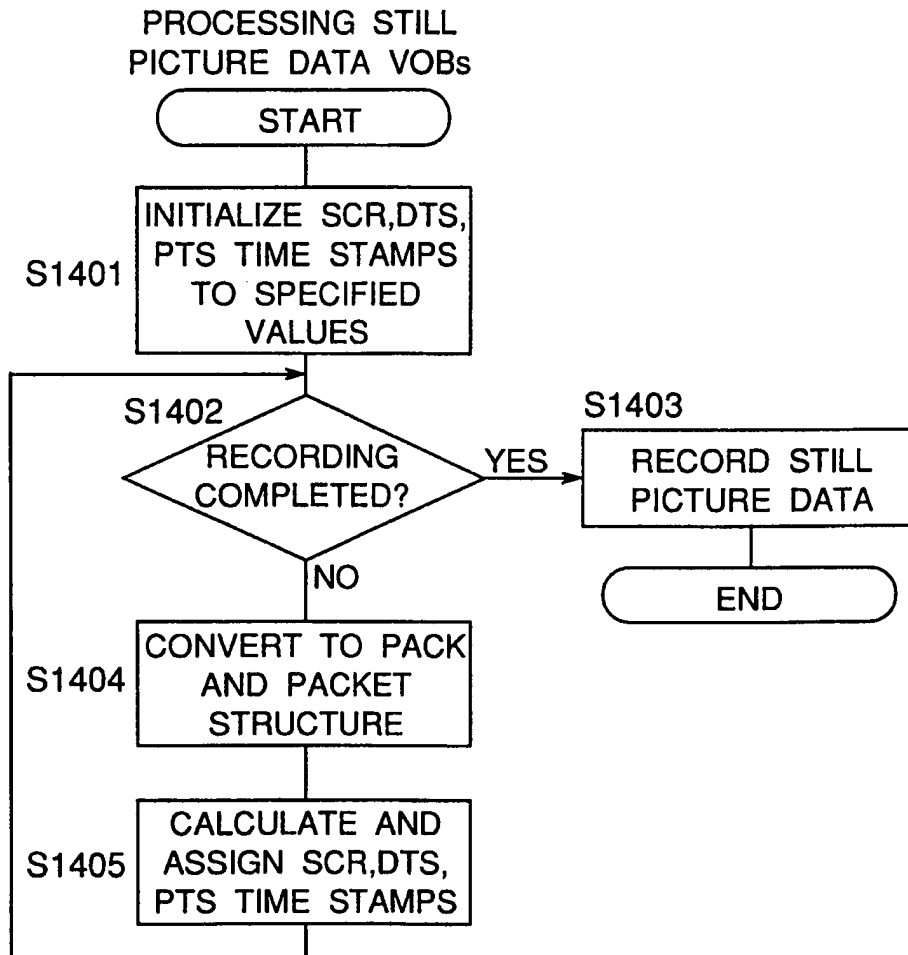 PROCESSING STILL
PICTURE DATA VOBs
START
S1401
INITIALIZE SCR,DTS,
PTS TIME STAMPS
TO SPECIFIED
VALUES
S1402
RECORDING
COMPLETED?
YES
S1403
RECORD STILL
PICTURE DATA
END
NO
S1404
CONVERT TO PACK
AND PACKET
STRUCTURE
S1405
CALCULATE AND
ASSIGN SCR,DTS,
PTS TIME STAMPS